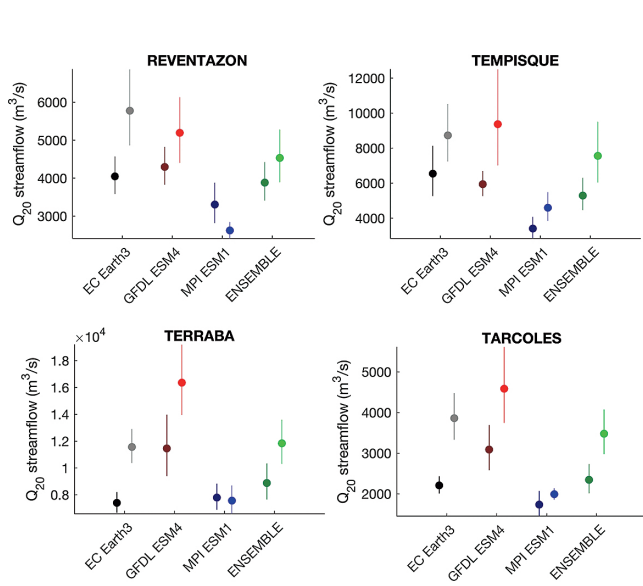 REVENTAZON
Q20 streamflow (m3/s)
6000
5000
4000
3000
EC Earth3
GFDL ESM4
MPI ESM1
ENSEMBLE
TEMPISQUE
Q20 streamflow (m3/s)
12000
10000
8000
6000
4000
EC Earth3
GFDL ESM4
MPI ESM1
ENSEMBLE
TERRABA
×104
Q20 streamflow (m3/s)
1.8
1.6
1.4
1.2
1
0.8
EC Earth3
GFDL ESM4
MPI ESM1
ENSEMBLE
TARCOLES
Q20 streamflow (m3/s)
5000
4000
3000
2000
EC Earth3
GFDL ESM4
MPI ESM1
ENSEMBLE